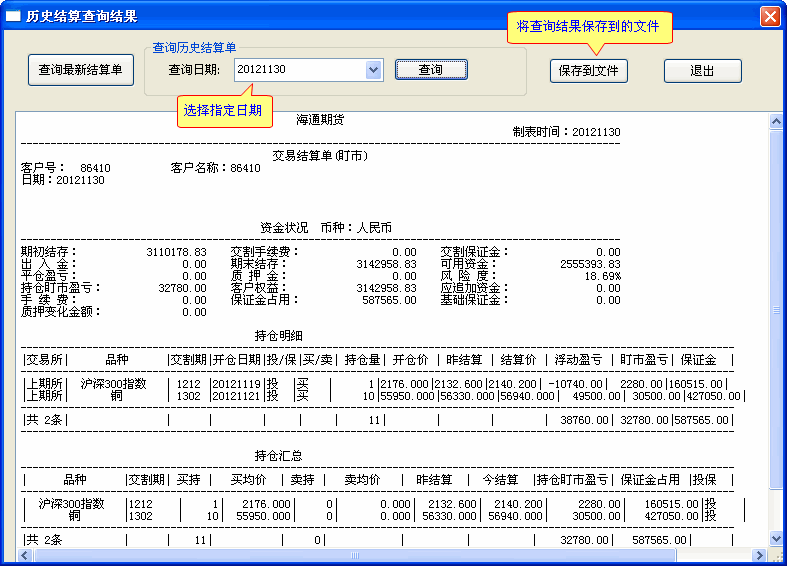 历史结算查询结果
将查询结果保存到的文件
查询历史结算单
查询最新结算单 查询日期: 20121130 查询 保存到文件 退出
选择指定日期
海通期货
制表时间：20121130
交易结算单(盯市)
客户号： 86410 客户名称：86410
日期：20121130
资金状况 币种：人民币
期初结存： 3110178.83 交割手续费： 0.00 交割保证金： 0.00
出 入 金： 0.00 期末结存： 3142958.83 可用资金： 2555393.83
平仓盈亏： 0.00 质 押 金： 0.00 风 险 度： 18.69%
持仓盯市盈亏： 32780.00 客户权益： 3142958.83 应追加资金： 0.00
手 续 费： 0.00 保证金占用： 587565.00 基础保证金： 0.00
质押变化金额： 0.00
持仓明细
|交易所| 品种 |交割期|开仓日期|投/保|买/卖| 持仓量| 开仓价 | 昨结算 | 结算价 | 浮动盈亏 | 盯市盈亏| 保证金 |
|上期所| 沪深300指数 | 1212 |20121119|投 |买 | 1|2176.000|2132.600|2140.200| -10740.00| 2280.00|160515.00|
|上期所| 铜 | 1302 |20121121|投 |买 | 10|55950.000|56330.000|56940.000| 49500.00| 30500.00|427050.00|
|共 2条| | | | | | 11| | | | 38760.00| 32780.00|587565.00|
持仓汇总
| 品种 |交割期| 买持 | 买均价 | 卖持 | 卖均价 | 昨结算 | 今结算 |持仓盯市盈亏| 保证金占用 |投保|
| 沪深300指数 |1212 | 1| 2176.000| 0| 0.000| 2132.600| 2140.200| 2280.00| 160515.00|投 |
| 铜 |1302 | 10| 55950.000| 0| 0.000| 56330.000| 56940.000| 30500.00| 427050.00|投 |
|共 2条 | | 11| | 0| | | | 32780.00| 587565.00| |